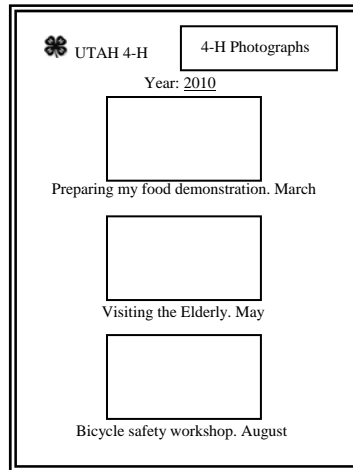 UTAH 4-H
4-H Photographs
Year: 2010
Preparing my food demonstration. March
Visiting the Elderly. May
Bicycle safety workshop. August